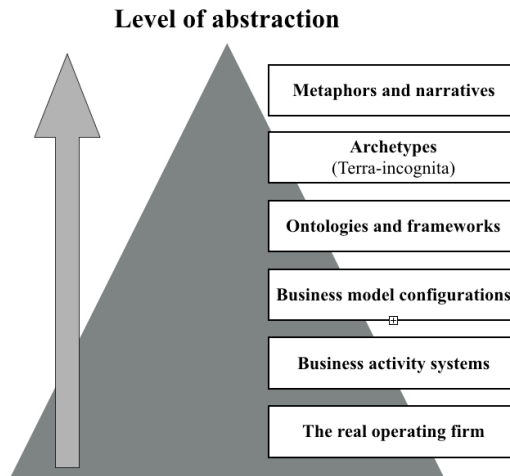 Level of abstraction
Metaphors and narratives
Archetypes
(Terra-incognita)
Ontologies and frameworks
Business model configurations
Business activity systems
The real operating firm